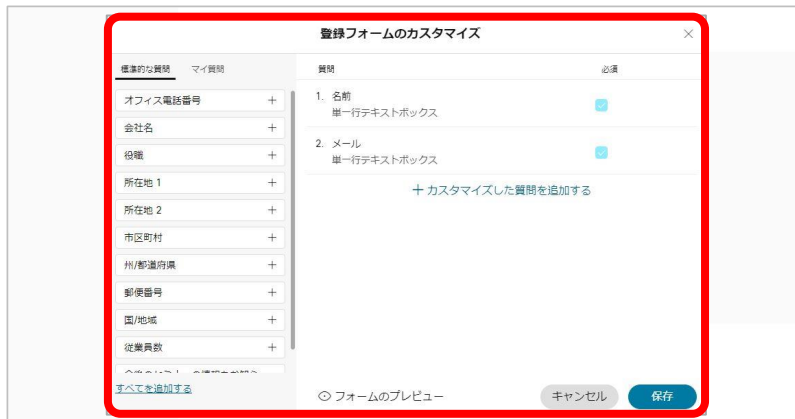 登録フォームのカスタマイズ
標準的な質問 マイ質問
オフィス電話番号
会社名
役職
所在地 1
所在地 2
市区町村
州/都道府県
郵便番号
国/地域
従業員数
すべてを追加する
質問 必須
1. 名前
単一行テキストボックス
2. メール
単一行テキストボックス
+ カスタマイズした質問を追加する
フォームのプレビュー
キャンセル 保存